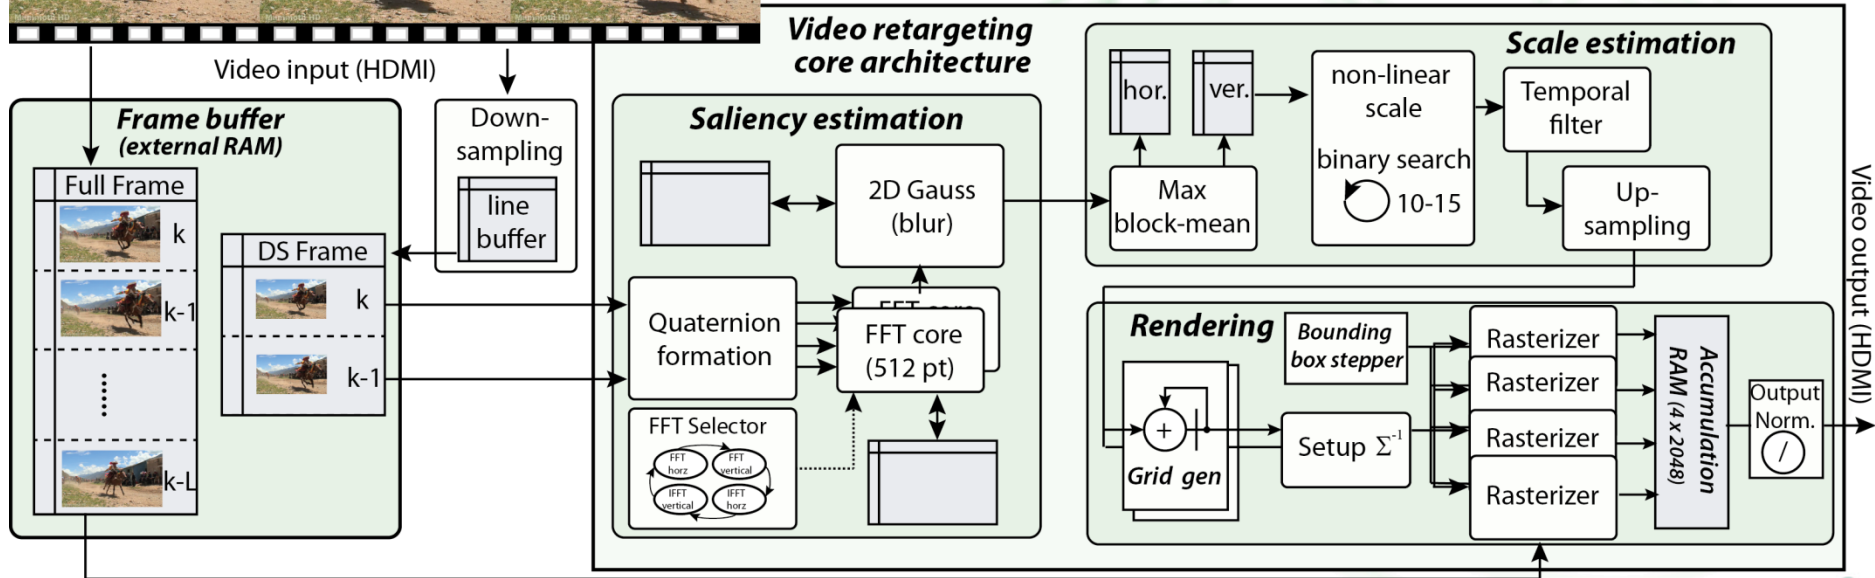 Video input (HDMI)
Frame buffer
(external RAM)
Full Frame
k
k-1
k-L
DS Frame
k
k-1
Down-
sampling
line
buffer
Video retargeting
core architecture
Saliency estimation
2D Gauss
(blur)
Quaternion
formation
FFT core
FFT core
(512 pt)
FFT Selector
FFT
horz
FFT
vertical
IFFT
vertical
IFFT
horz
Scale estimation
hor.
ver.
Max
block-mean
non-linear
scale
binary search
10-15
Temporal
filter
Up-
sampling
Rendering
Bounding
box stepper
+
Grid gen
Setup Σ⁻¹
Rasterizer
Rasterizer
Rasterizer
Rasterizer
Accumulation
RAM (4 x 2048)
Output
Norm.
/
Video output (HDMI)